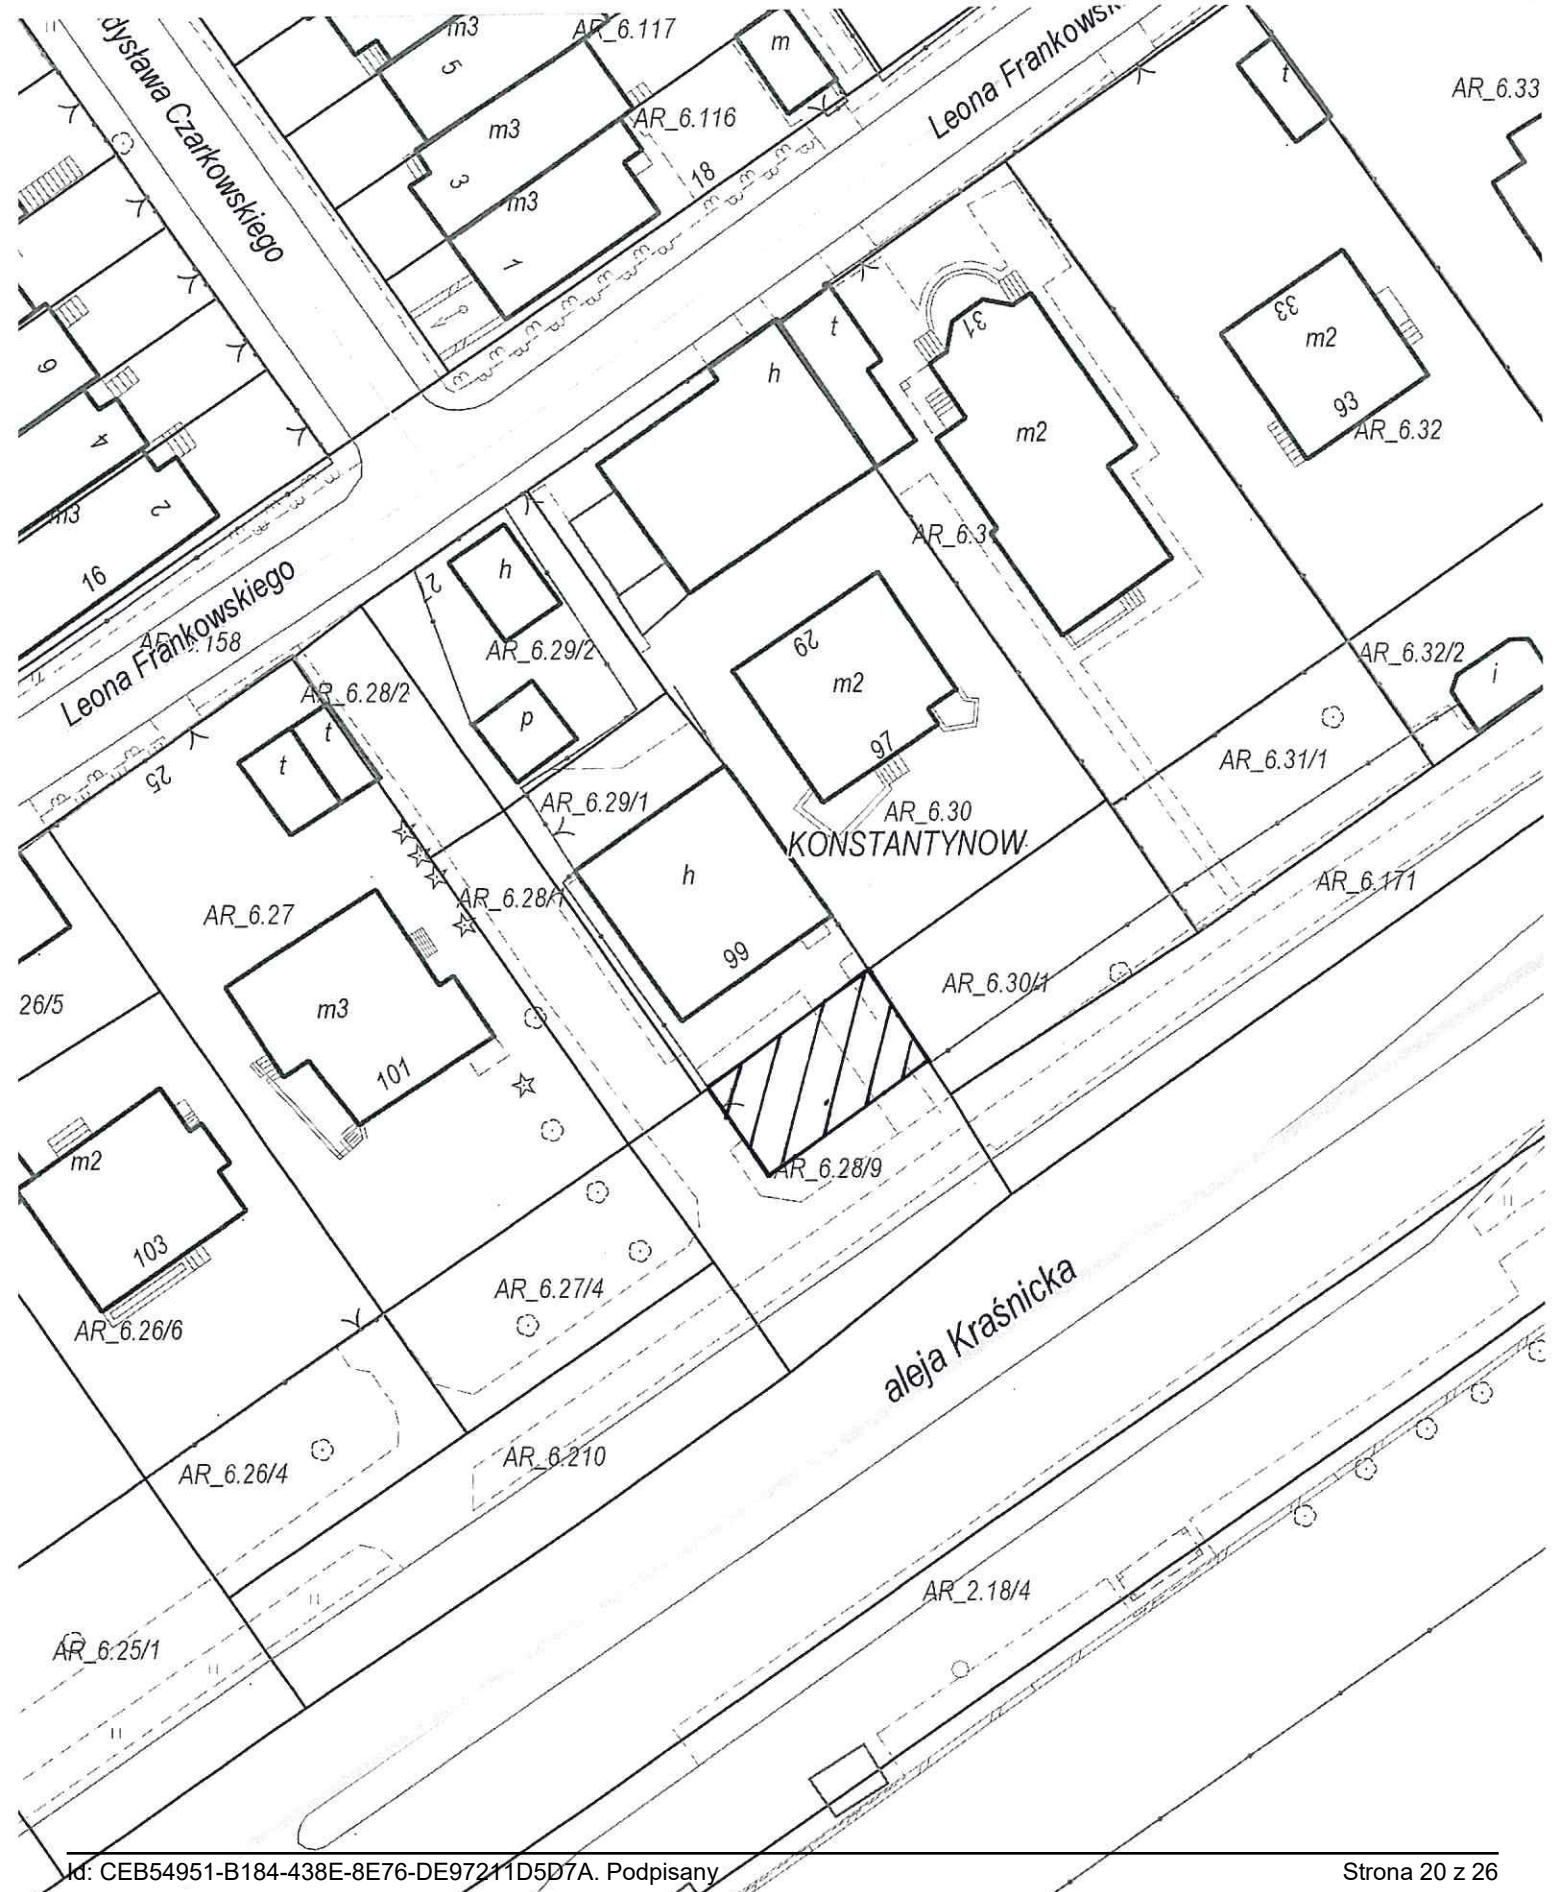 AR_6.117
m3
m
5
Leona Frankowsk
t
AR_6.33
dysława Czarkowskiego
AR_6.116
m3
3
18
m3
1
t
h
31
33
m2
6
93
AR_6.32
m2
4
2
m3
16
AR_6.3
h
27
29
Leona Frankowskiego
158
AR_6.29/2
m2
AR_6.32/2
i
AR_6.28/2
p
t
t
97
25
AR_6.31/1
AR_6.29/1
AR_6.30
KONSTANTYNOW
h
AR_6.171
AR_6.28/1
AR_6.27
99
26/5
AR_6.30/1
m3
101
m2
AR_6.28/9
103
AR_6.27/4
AR_6.26/6
aleja Kraśnicka
AR_6.210
AR_6.26/4
AR_2.18/4
AR_6.25/1
Id: CEB54951-B184-438E-8E76-DE97211D5D7A. Podpisany
Strona 20 z 26